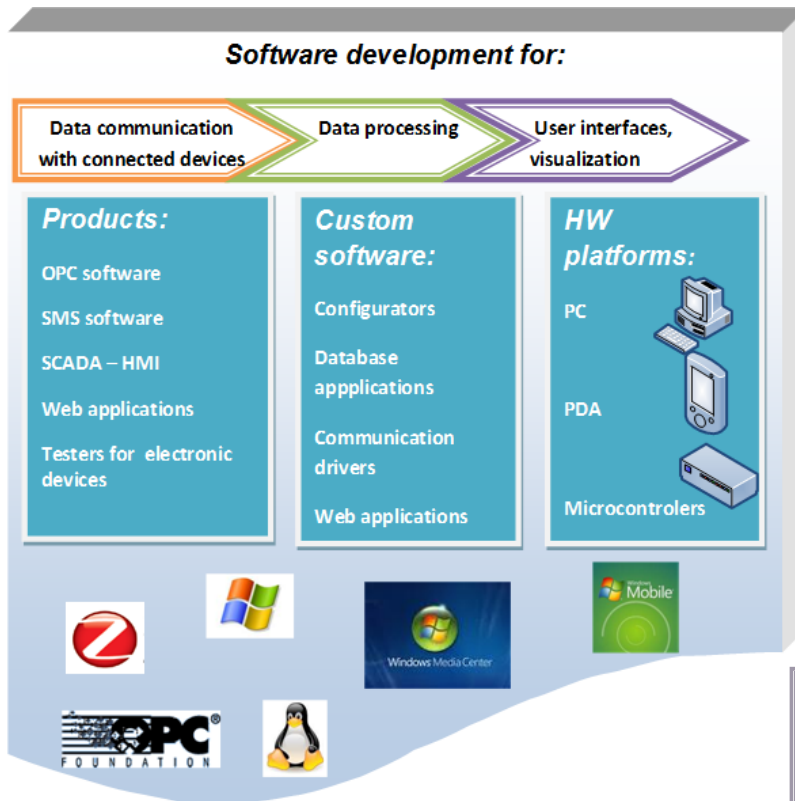 Software development for:
Data communication
with connected devices
Data processing
User interfaces,
visualization
Products:
OPC software
SMS software
SCADA – HMI
Web applications
Testers for electronic
devices
Custom
software:
Configurators
Database
appplications
Communication
drivers
Web applications
HW
platforms:
PC
PDA
Microcontrolers
Z
Windows Media Center
Windows
Mobile
OPC®
FOUNDATION